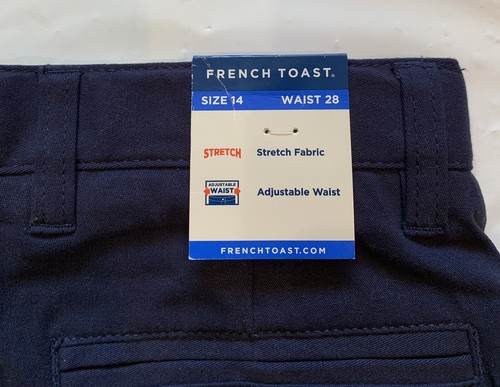 FRENCH TOAST®
SIZE 14 WAIST 28
STRETCH Stretch Fabric
ADJUSTABLE
WAIST Adjustable Waist
FRENCHTOAST.COM